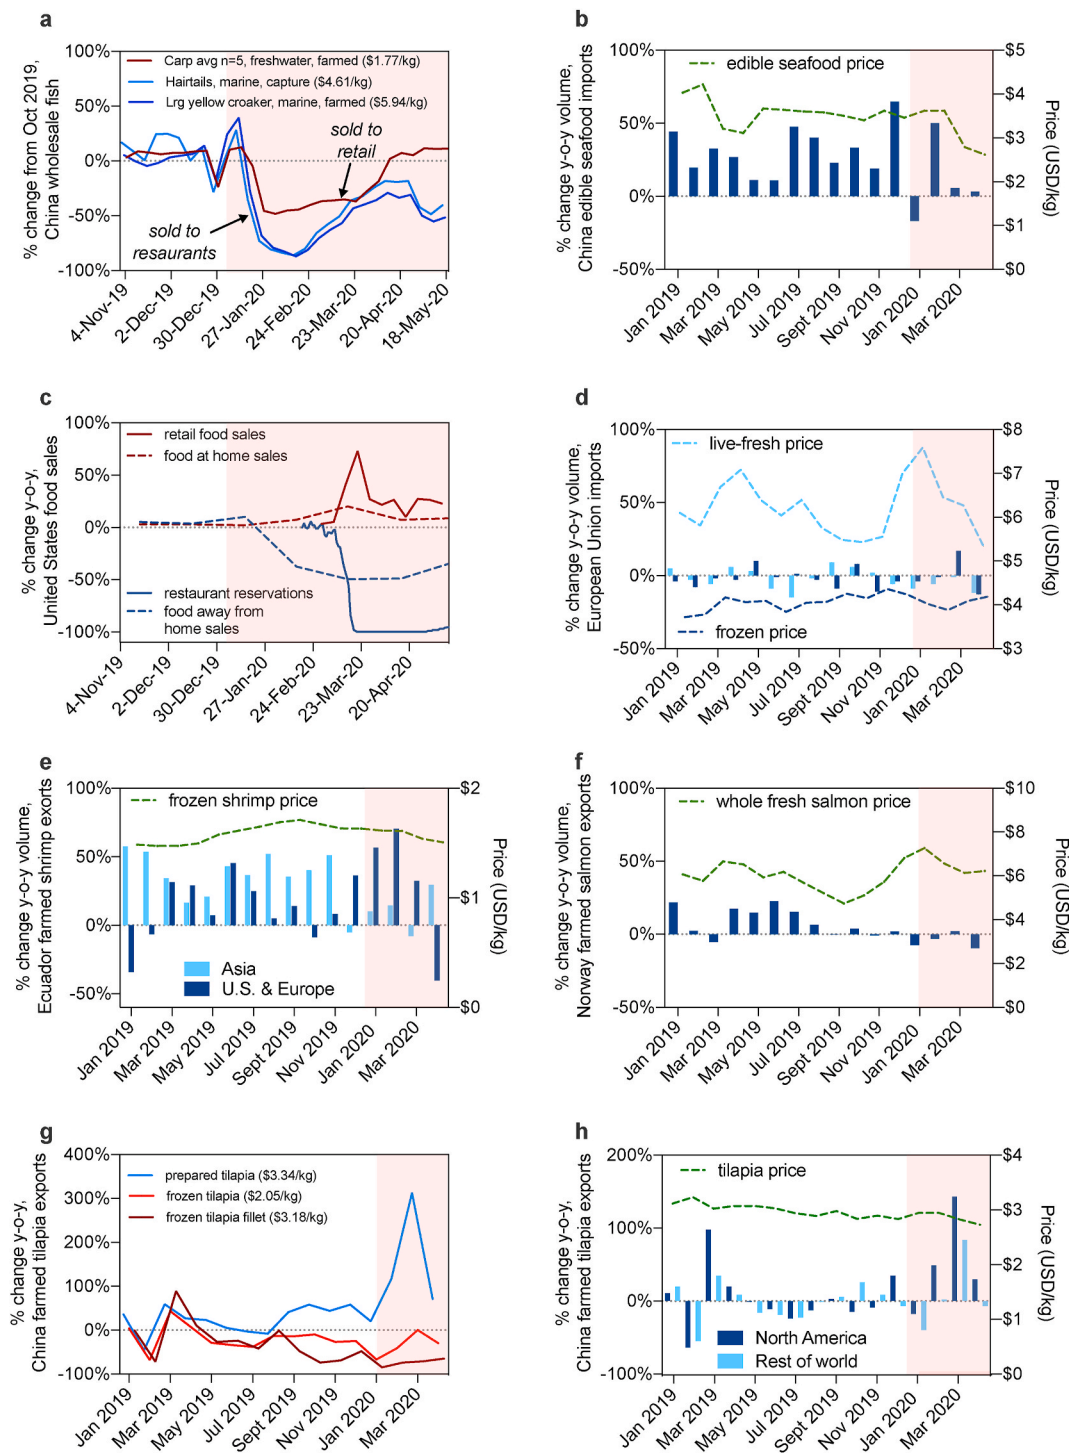 a
% change from Oct 2019,
China wholesale fish
100%
50%
0%
-50%
-100%
Carp avg n=5, freshwater, farmed ($1.77/kg)
Hairtails, marine, capture ($4.61/kg)
Lrg yellow croaker, marine, farmed ($5.94/kg)
sold to
retail
sold to
resaurants
4-Nov-19
2-Dec-19
30-Dec-19
27-Jan-20
24-Feb-20
23-Mar-20
20-Apr-20
18-May-20
b
% change y-o-y volume,
China edible seafood imports
100%
50%
0%
-50%
edible seafood price
$5
$4
$3
$2
$1
$0
Price (USD/kg)
Jan 2019
Mar 2019
May 2019
Jul 2019
Sept 2019
Nov 2019
Jan 2020
Mar 2020
c
% change y-o-y,
United States food sales
100%
50%
0%
-50%
-100%
retail food sales
food at home sales
restaurant reservations
food away from
home sales
4-Nov-19
2-Dec-19
30-Dec-19
27-Jan-20
24-Feb-20
23-Mar-20
20-Apr-20
d
% change y-o-y volume,
European Union imports
100%
50%
0%
-50%
live-fresh price
frozen price
$8
$7
$6
$5
$4
$3
Price (USD/kg)
Jan 2019
Mar 2019
May 2019
Jul 2019
Sept 2019
Nov 2019
Jan 2020
Mar 2020
e
% change y-o-y volume,
Ecuador farmed shrimp exorts
100%
50%
0%
-50%
frozen shrimp price
Asia
U.S. & Europe
$2
$1
$0
Price (USD/kg)
Jan 2019
Mar 2019
May 2019
Jul 2019
Sept 2019
Nov 2019
Jan 2020
Mar 2020
f
% change y-o-y volume,
Norway farmed salmon exports
100%
50%
0%
-50%
whole fresh salmon price
$10
$8
$6
$4
$2
$0
Price (USD/kg)
Jan 2019
Mar 2019
May 2019
Jul 2019
Sept 2019
Nov 2019
Jan 2020
Mar 2020
g
% change y-o-y,
China farmed tilapia exports
400%
300%
200%
100%
0%
-100%
prepared tilapia ($3.34/kg)
frozen tilapia ($2.05/kg)
frozen tilapia fillet ($3.18/kg)
Jan 2019
Mar 2019
May 2019
Jul 2019
Sept 2019
Nov 2019
Jan 2020
Mar 2020
h
% change y-o-y volume,
China farmed tilapia exports
200%
100%
0%
-100%
tilapia price
North America
Rest of world
$4
$3
$2
$1
$0
Price (USD/kg)
Jan 2019
Mar 2019
May 2019
Jul 2019
Sept 2019
Nov 2019
Jan 2020
Mar 2020